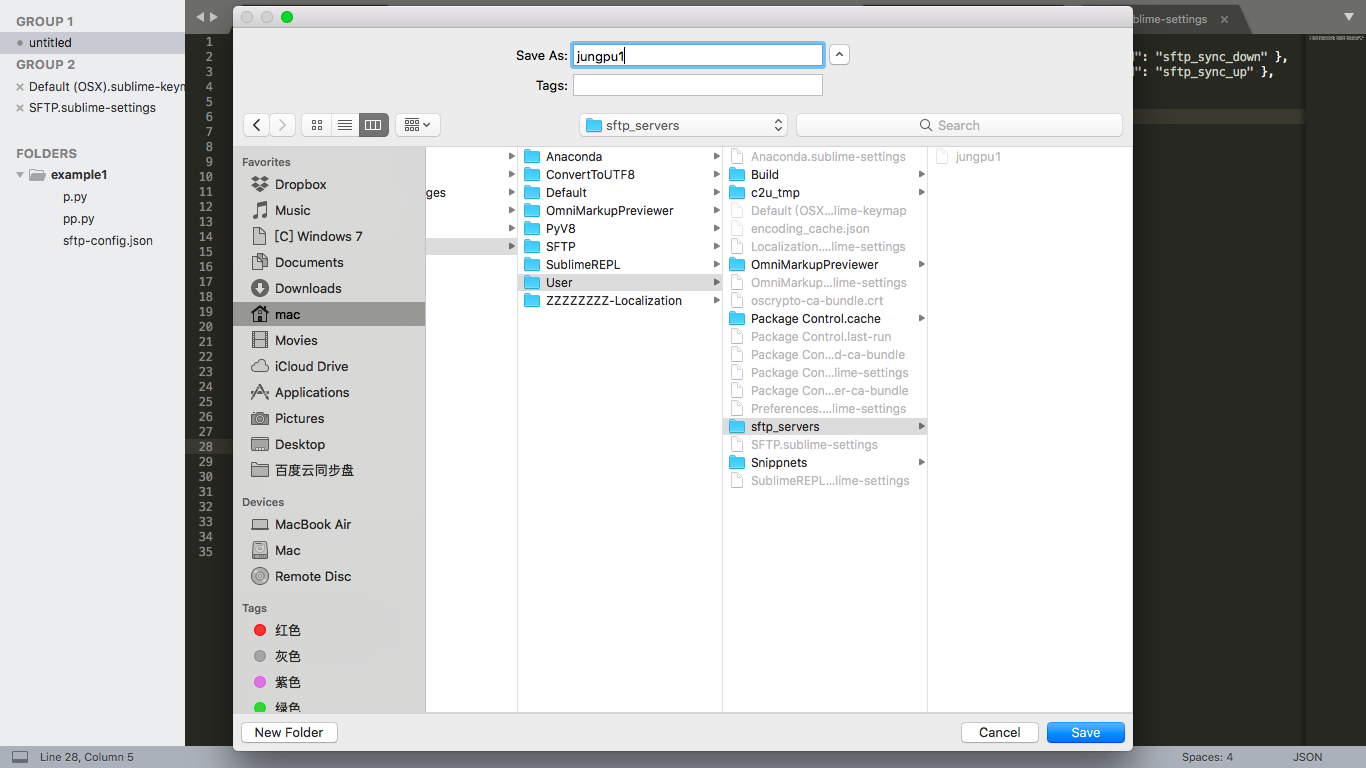 GROUP 1
untitled
GROUP 2
Default (OSX).sublime-keym
SFTP.sublime-settings
FOLDERS
example1
p.py
pp.py
sftp-config.json
1
2
3
4
5
6
7
8
9
10
11
12
13
14
15
16
17
18
19
20
21
22
23
24
25
26
27
28
29
30
31
32
33
34
35
blime-settings
d": "sftp_sync_down" },
d": "sftp_sync_up" },
Save As: jungpu1
Tags:
sftp_servers
Search
Favorites
Dropbox
Music
[C] Windows 7
Documents
Downloads
mac
Movies
iCloud Drive
Applications
Pictures
Desktop
百度云同步盘
Devices
MacBook Air
Mac
Remote Disc
Tags
红色
灰色
紫色
绿色
ges
Anaconda
ConvertToUTF8
Default
OmniMarkupPreviewer
PyV8
SFTP
SublimeREPL
User
ZZZZZZZZ-Localization
Anaconda.sublime-settings
Build
c2u_tmp
Default (OSX...lime-keymap
encoding_cache.json
Localization....lime-settings
OmniMarkupPreviewer
OmniMarkup...lime-settings
oscrypto-ca-bundle.crt
Package Control.cache
Package Control.last-run
Package Con...d-ca-bundle
Package Con...lime-settings
Package Con...er-ca-bundle
Preferences....lime-settings
sftp_servers
SFTP.sublime-settings
Snippnets
SublimeREPL...lime-settings
jungpu1
New Folder
Cancel
Save
Line 28, Column 5
Spaces: 4
JSON